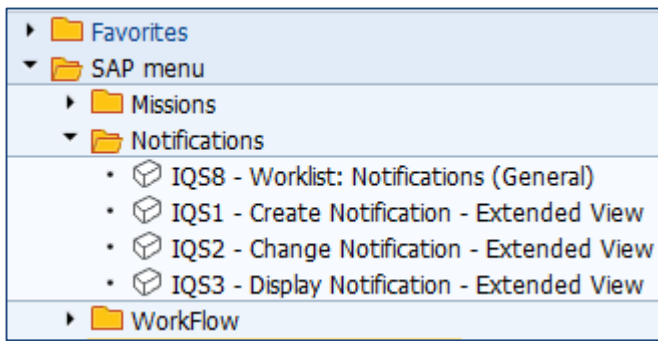 Favorites
SAP menu
Missions
Notifications
IQS8 - Worklist: Notifications (General)
IQS1 - Create Notification - Extended View
IQS2 - Change Notification - Extended View
IQS3 - Display Notification - Extended View
WorkFlow